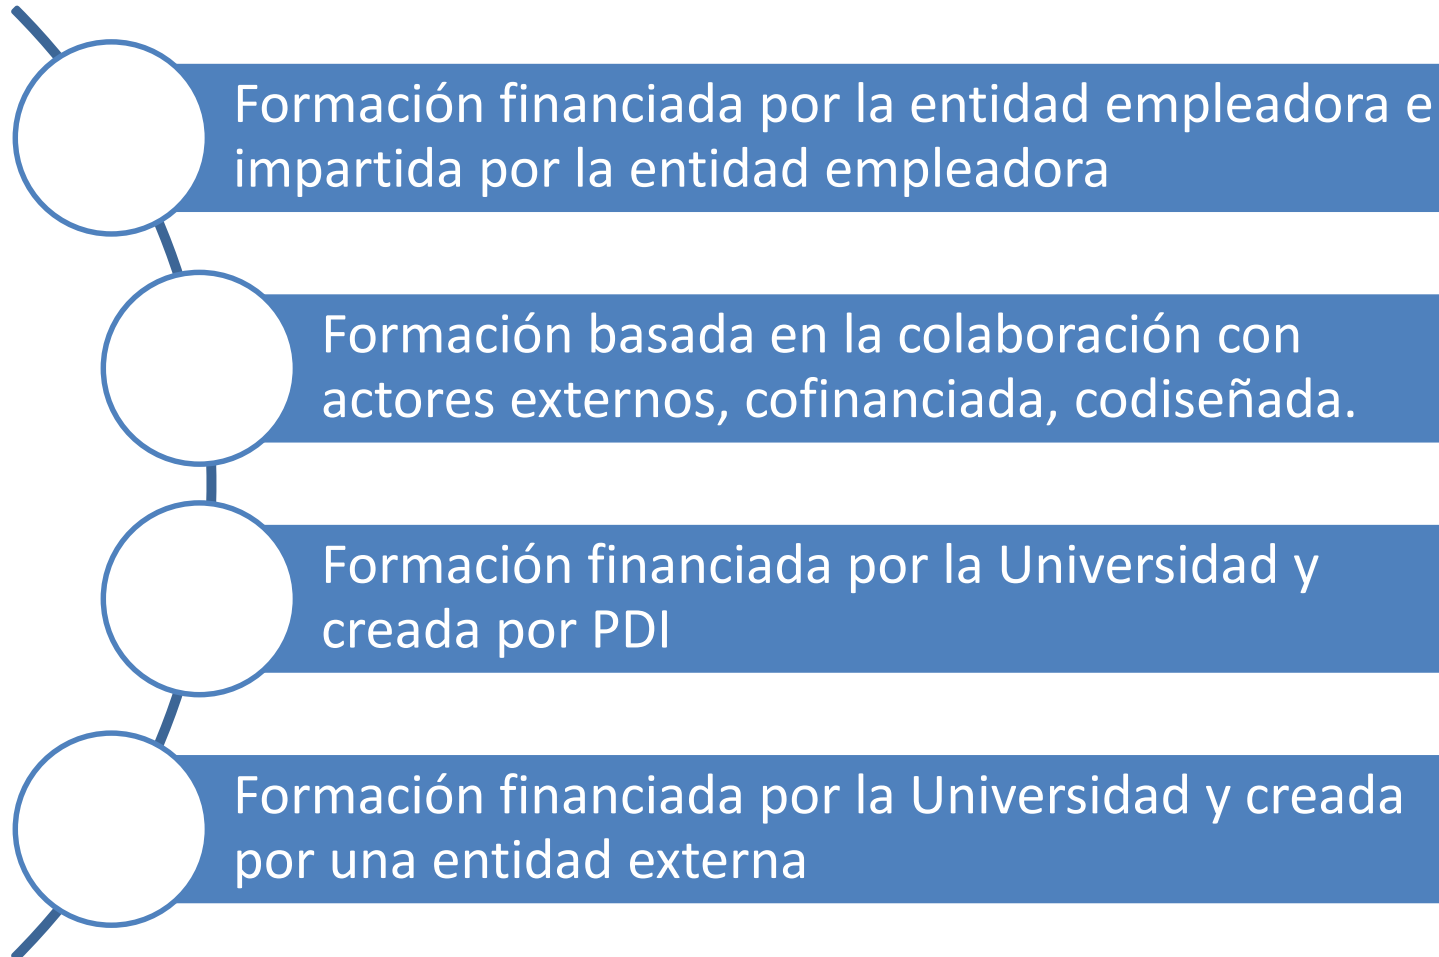 Formación financiada por la entidad empleadora e
impartida por la entidad empleadora
Formación basada en la colaboración con
actores externos, cofinanciada, codiseñada.
Formación financiada por la Universidad y
creada por PDI
Formación financiada por la Universidad y creada
por una entidad externa